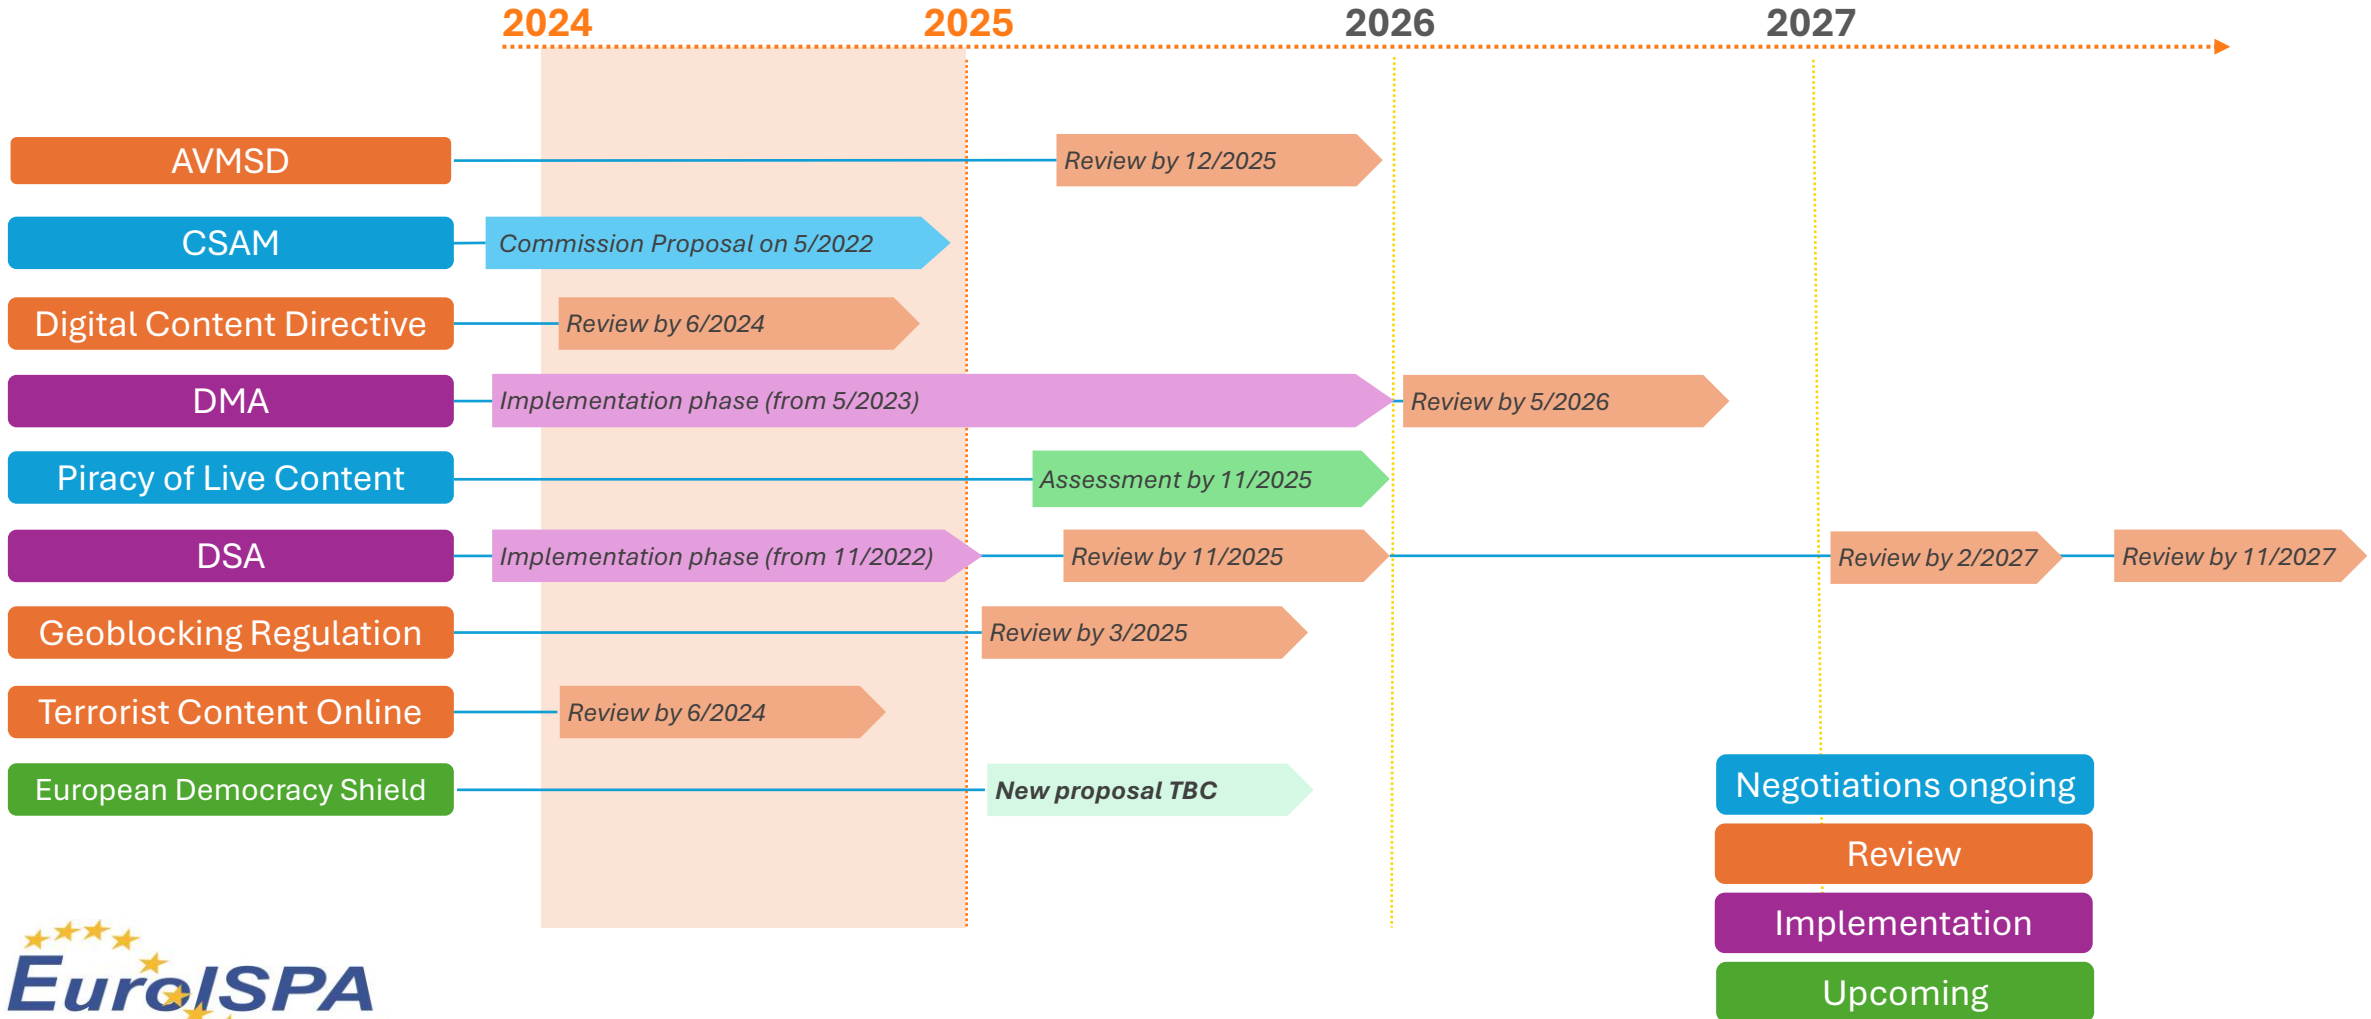 2024 2025 2026 2027
AVMSD
Review by 12/2025
CSAM
Commission Proposal on 5/2022
Digital Content Directive
Review by 6/2024
DMA
Implementation phase (from 5/2023)
Review by 5/2026
Piracy of Live Content
Assessment by 11/2025
DSA
Implementation phase (from 11/2022)
Review by 11/2025
Review by 2/2027
Review by 11/2027
Geoblocking Regulation
Review by 3/2025
Terrorist Content Online
Review by 6/2024
European Democracy Shield
New proposal TBC
Negotiations ongoing
Review
Implementation
Upcoming
EuroISPA